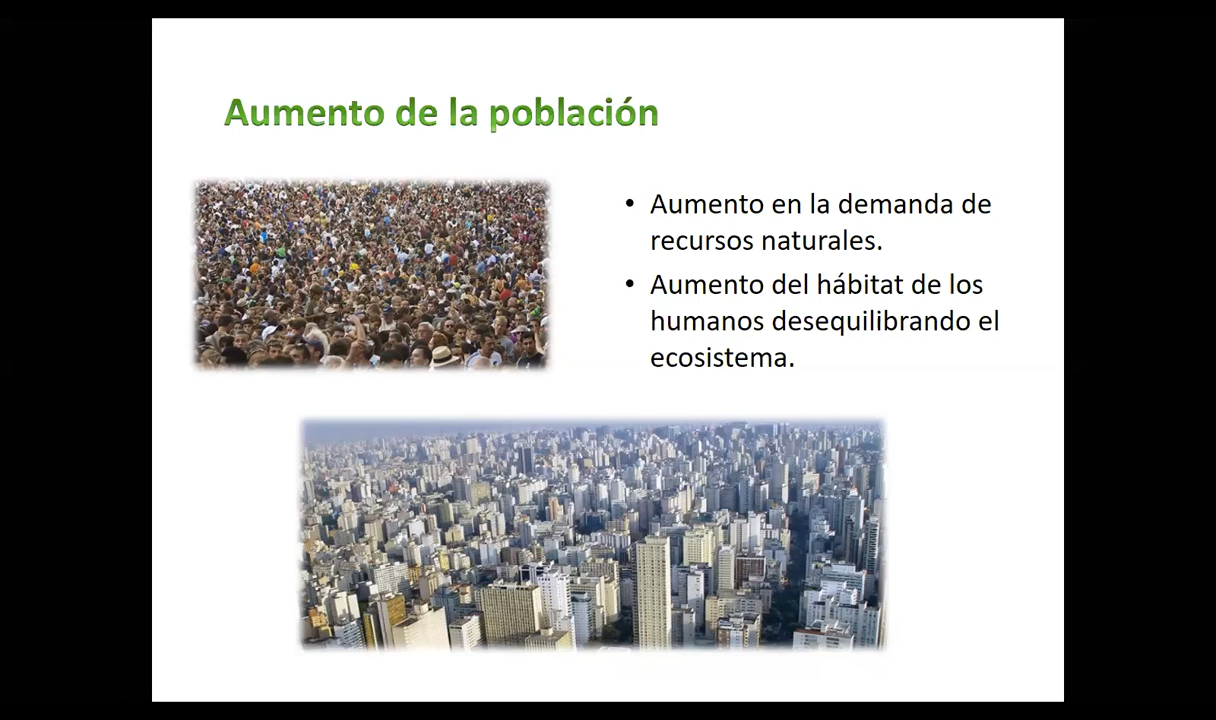 Aumento de la población
• Aumento en la demanda de
recursos naturales.
• Aumento del hábitat de los
humanos desequilibrando el
ecosistema.